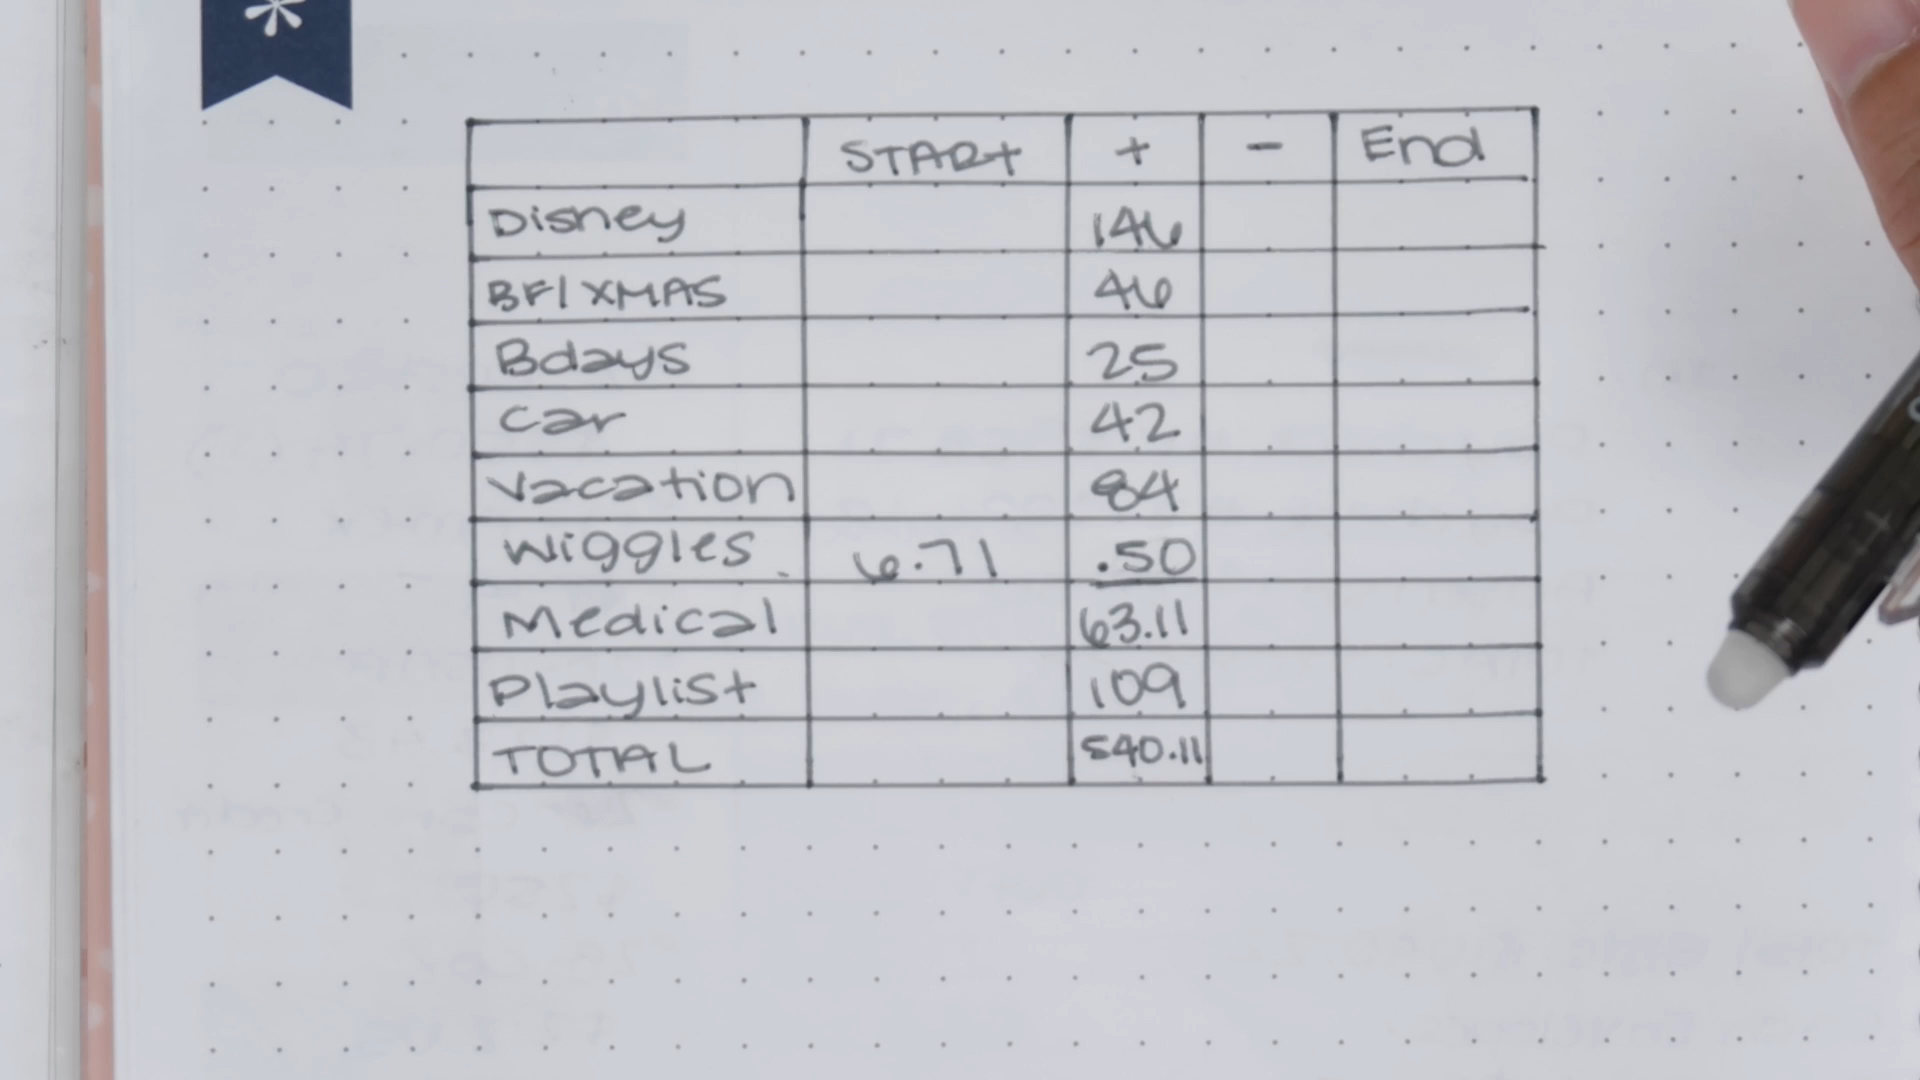 START + - End
Disney 146
BF/XMAS 46
Bdays 25
Car 42
Vacation 84
Wiggles 6.71 .50
Medical 63.11
Playlist 109
TOTAL 540.11